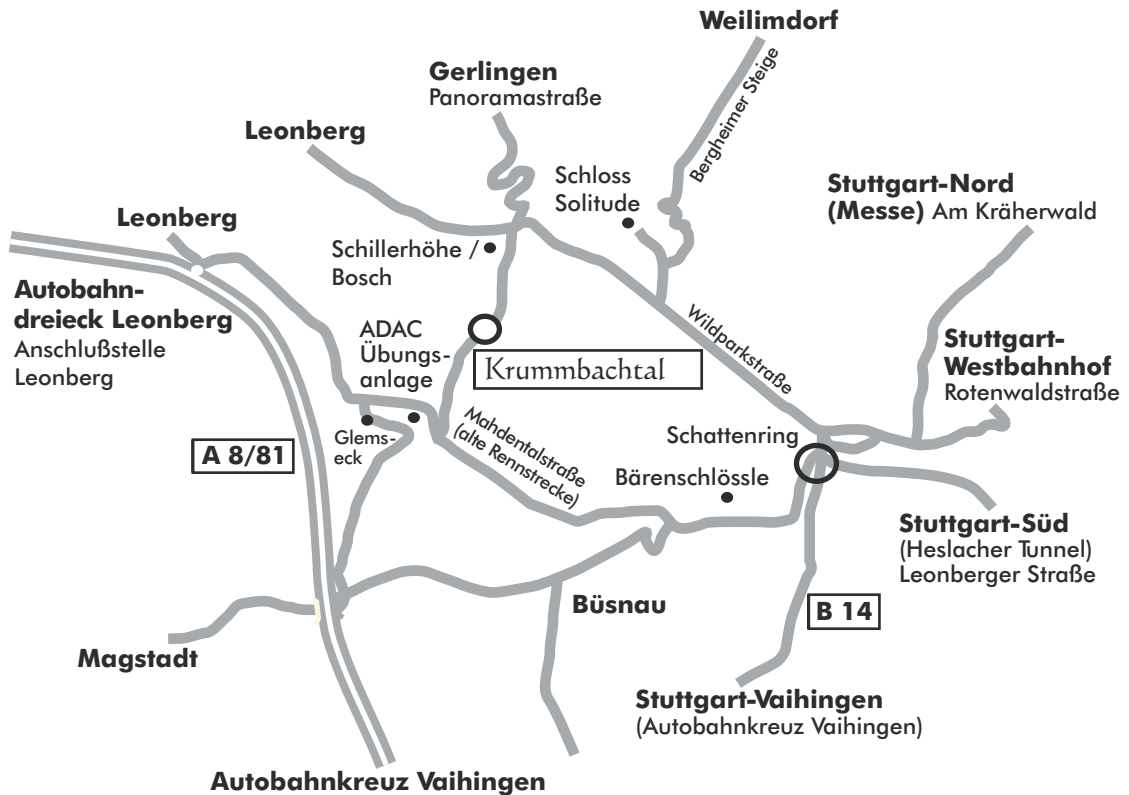 Weilimdorf
Bergheimer Steige
Gerlingen
Panoramastraße
Leonberg
Schloss
Solitude
Stuttgart-Nord
(Messe) Am Kräherwald
Leonberg
Schillerhöhe /
Bosch
Autobahn-
dreieck Leonberg
Anschlußstelle
Leonberg
ADAC
Übungs-
anlage
Krummbachtal
Wildparkstraße
Stuttgart-
Westbahnhof
Rotenwaldstraße
Glems-
eck
Mahdentalstraße
(alte Rennstrecke)
Schattenring
A 8/81
Bärenschlössle
Stuttgart-Süd
(Heslacher Tunnel)
Leonberger Straße
Büsnau
B 14
Magstadt
Stuttgart-Vaihingen
(Autobahnkreuz Vaihingen)
Autobahnkreuz Vaihingen